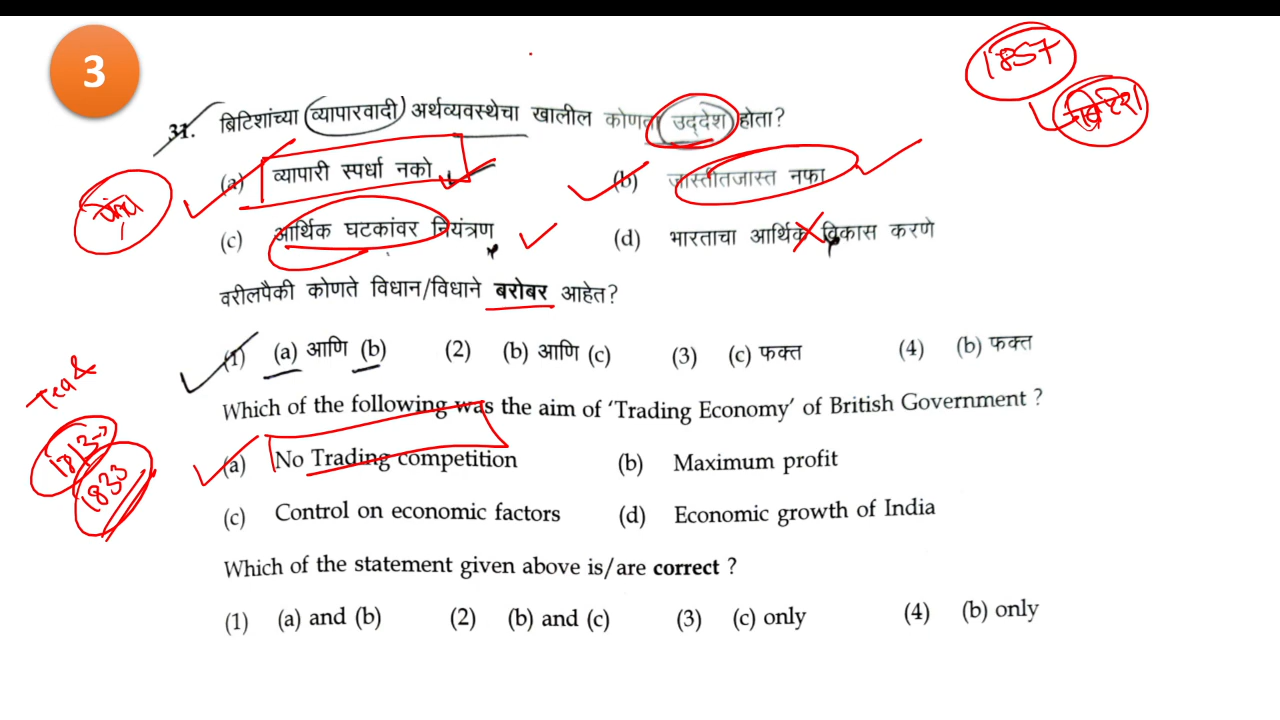 3
1857
ब्रिटिश
31. ब्रिटिशांच्या व्यापारवादी अर्थव्यवस्थेचा खालील कोणता उद्देश होता?
(a) व्यापारी स्पर्धा नको (b) जास्तीतजास्त नफा
(c) आर्थिक घटकांवर नियंत्रण (d) भारताचा आर्थिक विकास करणे
वरीलपैकी कोणते विधान/विधाने बरोबर आहेत?
(1) (a) आणि (b) (2) (b) आणि (c) (3) (c) फक्त (4) (b) फक्त
Tea &
1813→
1833
Which of the following was the aim of 'Trading Economy' of British Government ?
(a) No Trading competition (b) Maximum profit
(c) Control on economic factors (d) Economic growth of India
Which of the statement given above is/are correct ?
(1) (a) and (b) (2) (b) and (c) (3) (c) only (4) (b) only